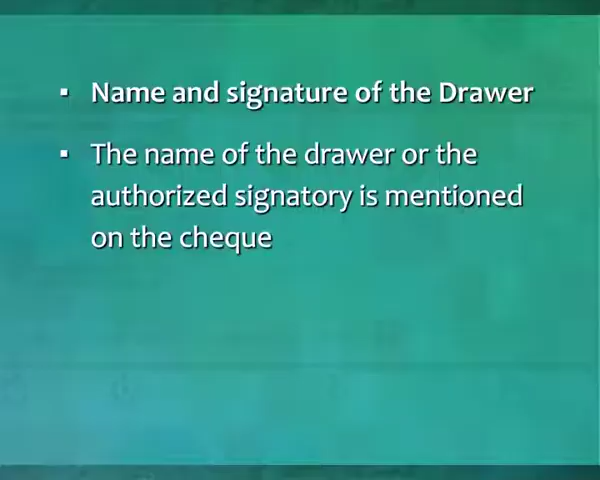 ▪ Name and signature of the Drawer
▪ The name of the drawer or the
authorized signatory is mentioned
on the cheque